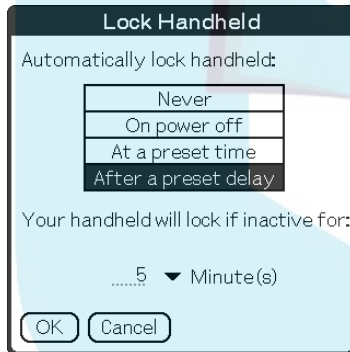 Lock Handheld
Automatically lock handheld:
Never
On power off
At a preset time
After a preset delay
Your handheld will lock if inactive for:
5 Minute(s)
OK Cancel